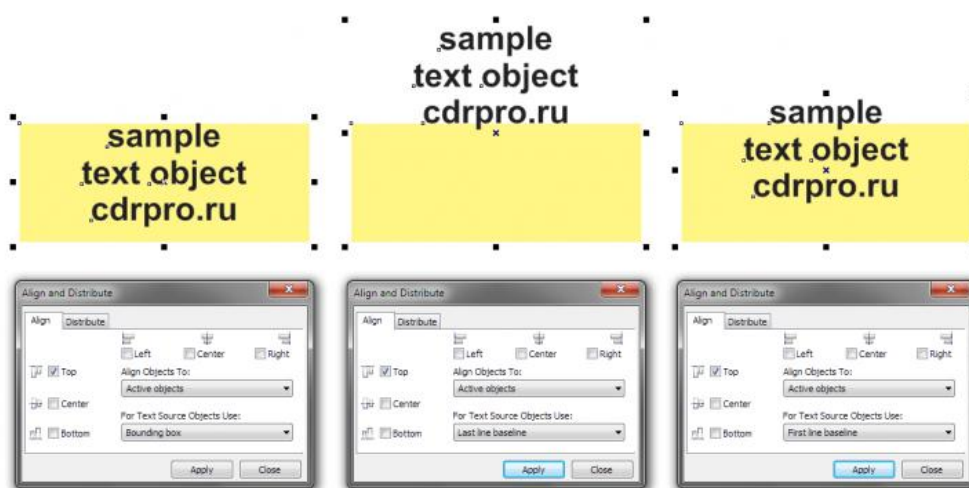 sample
text object
cdrpro.ru
sample
text object
cdrpro.ru
sample
text object
cdrpro.ru
Align and Distribute
Align Distribute
Left Center Right
Top
Align Objects To:
Active objects
Center
For Text Source Objects Use:
Bottom
Bounding box
Apply Close
Align and Distribute
Align Distribute
Left Center Right
Top
Align Objects To:
Active objects
Center
For Text Source Objects Use:
Bottom
Last line baseline
Apply Close
Align and Distribute
Align Distribute
Left Center Right
Top
Align Objects To:
Active objects
Center
For Text Source Objects Use:
Bottom
First line baseline
Apply Close